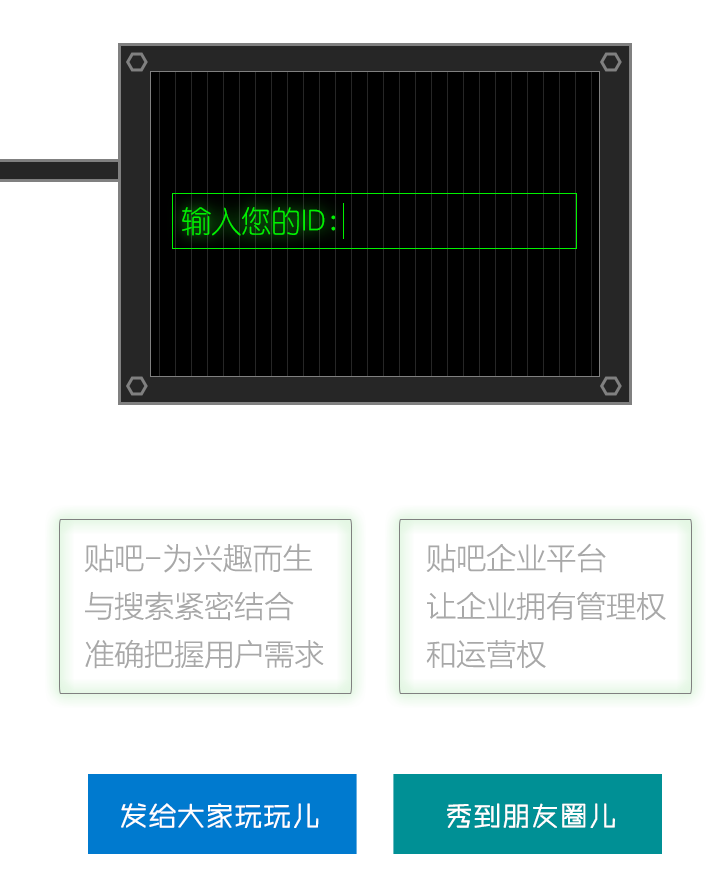 输入您的ID:
贴吧-为兴趣而生
与搜索紧密结合
准确把握用户需求
贴吧企业平台
让企业拥有管理权
和运营权
发给大家玩玩儿
秀到朋友圈儿